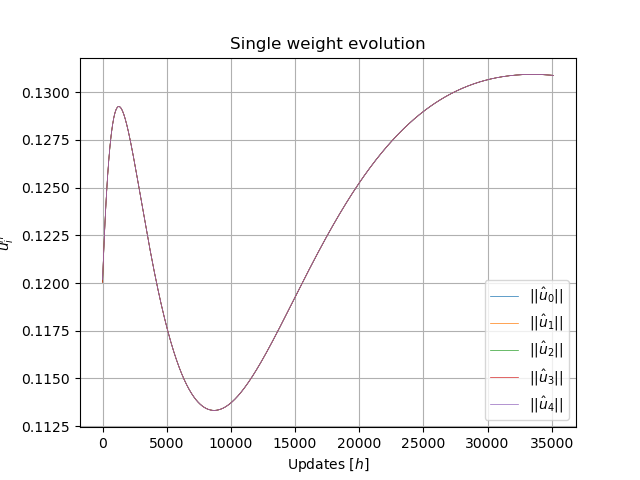 Single weight evolution
0.1300
0.1275
0.1250
0.1225
0.1200
0.1175
0.1150
0.1125
||û₀||
||û₁||
||û₂||
||û₃||
||û₄||
0 5000 10000 15000 20000 25000 30000 35000
Updates [h]